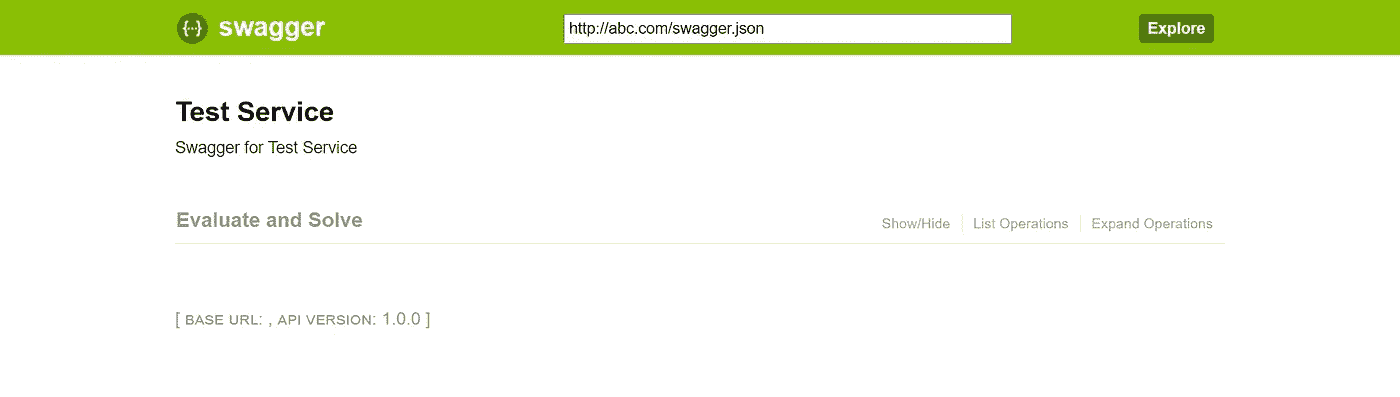 {···} swagger http://abc.com/swagger.json Explore
Test Service
Swagger for Test Service
Evaluate and Solve Show/Hide List Operations Expand Operations
[ BASE URL: , API VERSION: 1.0.0 ]